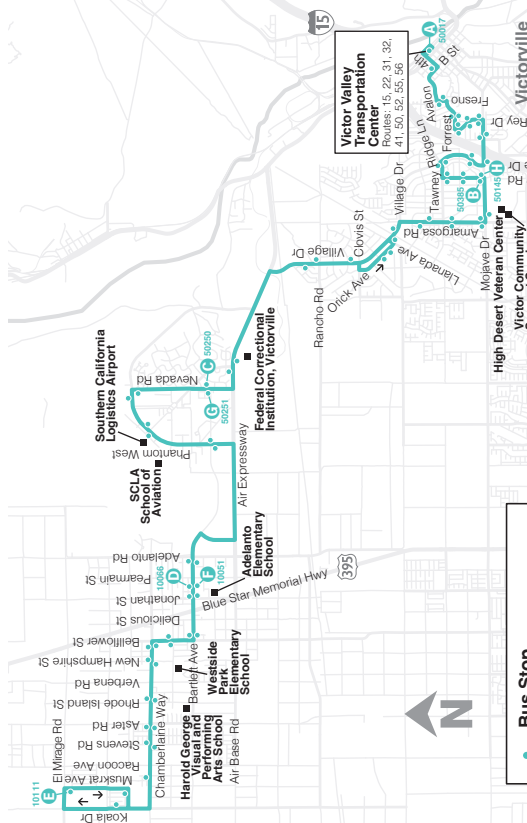 15
A
50017
4th
B St
Victor Valley
Transportation
Center
Routes: 15, 22, 31, 32,
41, 50, 52, 55, 56
Avalon
Fresno
Forrest
Tawney Ridge Ln
Rey Dr
Victorville
Village Dr
Amargosa Rd
50385
B
H
50145
Dr
Rd
Mojave Dr
High Desert Veteran Center
Victor Community
Clovis St
Village Dr
Llanada Ave
Orick Ave
Rancho Rd
Southern California
Logistics Airport
Nevada Rd
C
50250
G
50251
Federal Correctional
Institution, Victorville
SCLA
School of
Aviation
Phantom West
Air Expressway
Adelanto Rd
10066
D
F
10051
Pearmain St
Jonathan St
Adelanto
Elementary
School
Blue Star Memorial Hwy
395
Delicious St
Bellflower St
New Hampshire St
Verbena Rd
Rhode Island St
Aster Rd
Stevens Rd
Raccoon Ave
Muskrat Ave
El Mirage Rd
10111
E
Koala Dr
Chamberlaine Way
Bartlett Ave
Westside
Park
Elementary
School
Harold George
Visual and
Performing
Arts School
Air Base Rd
N
Bus Stop